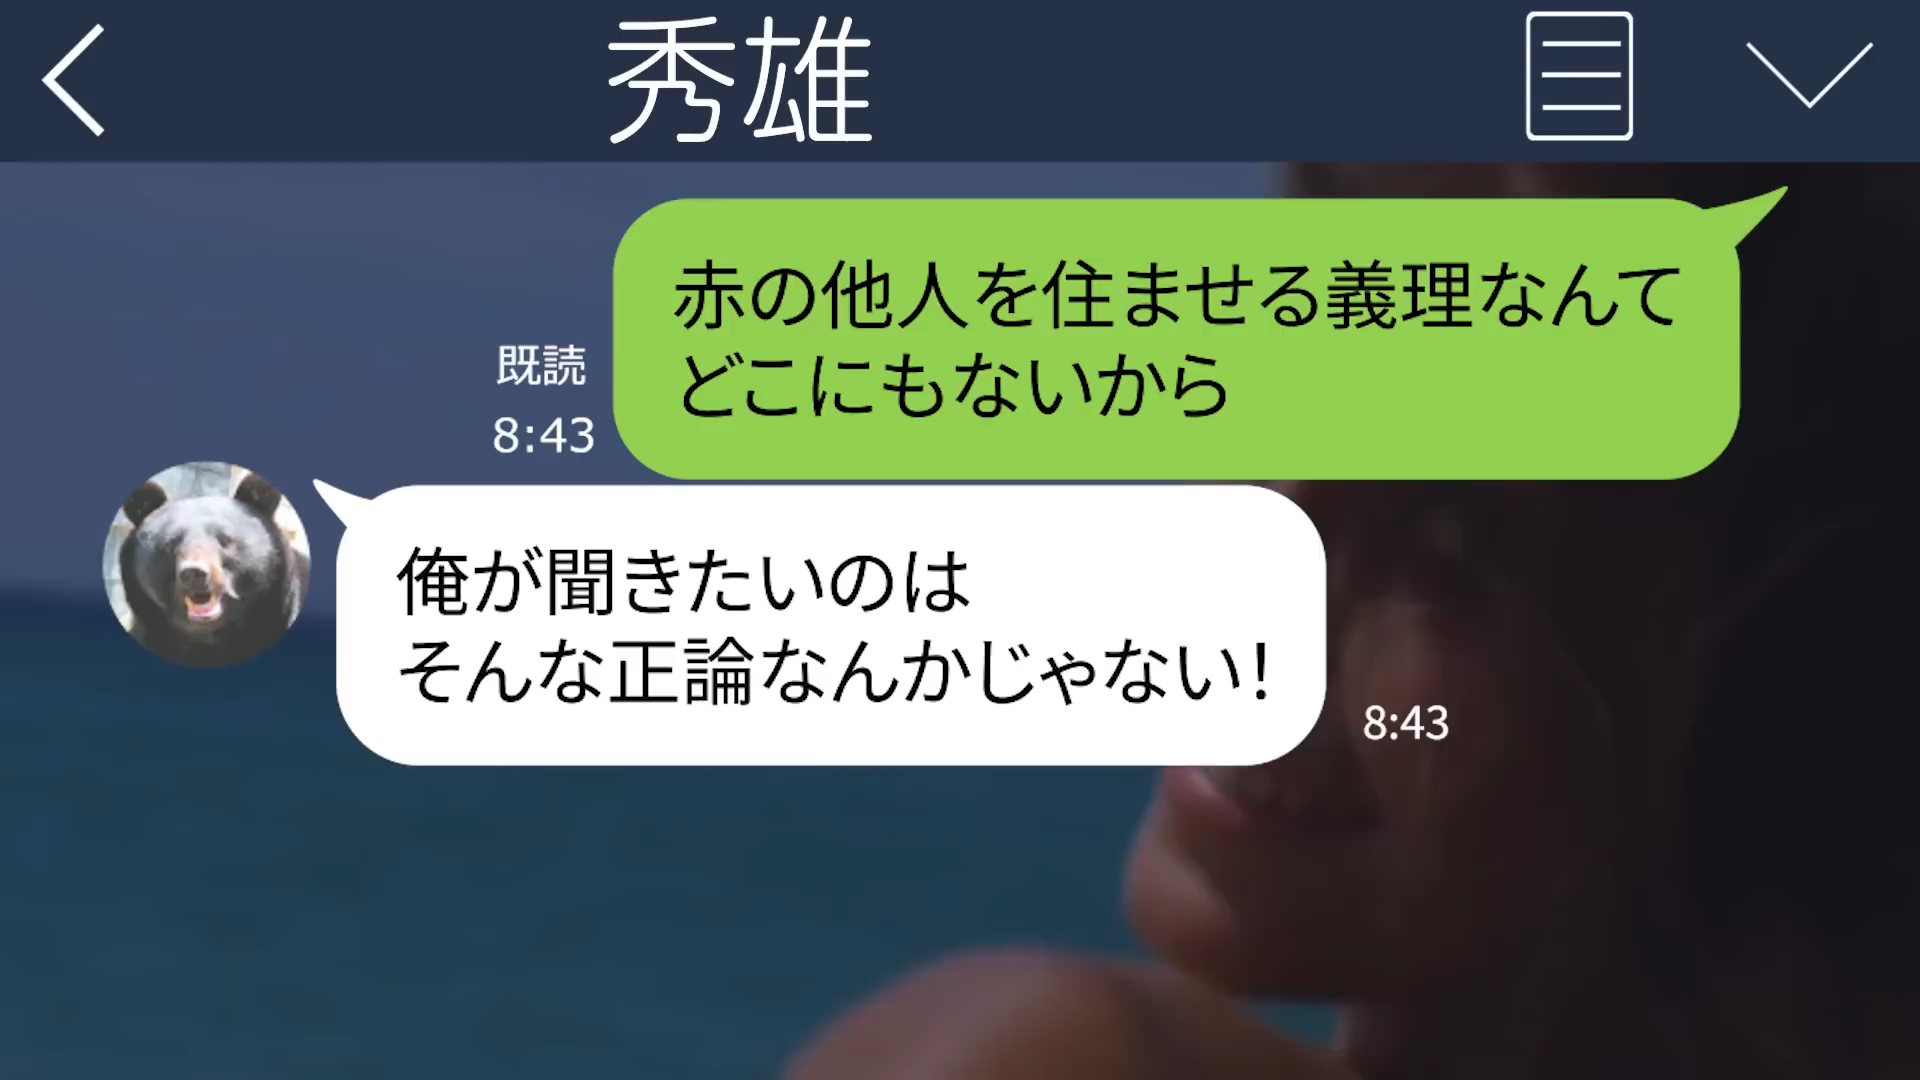 秀雄
赤の他人を住ませる義理なんて
どこにもないから
既読
8:43
俺が聞きたいのは
そんな正論なんかじゃない！
8:43